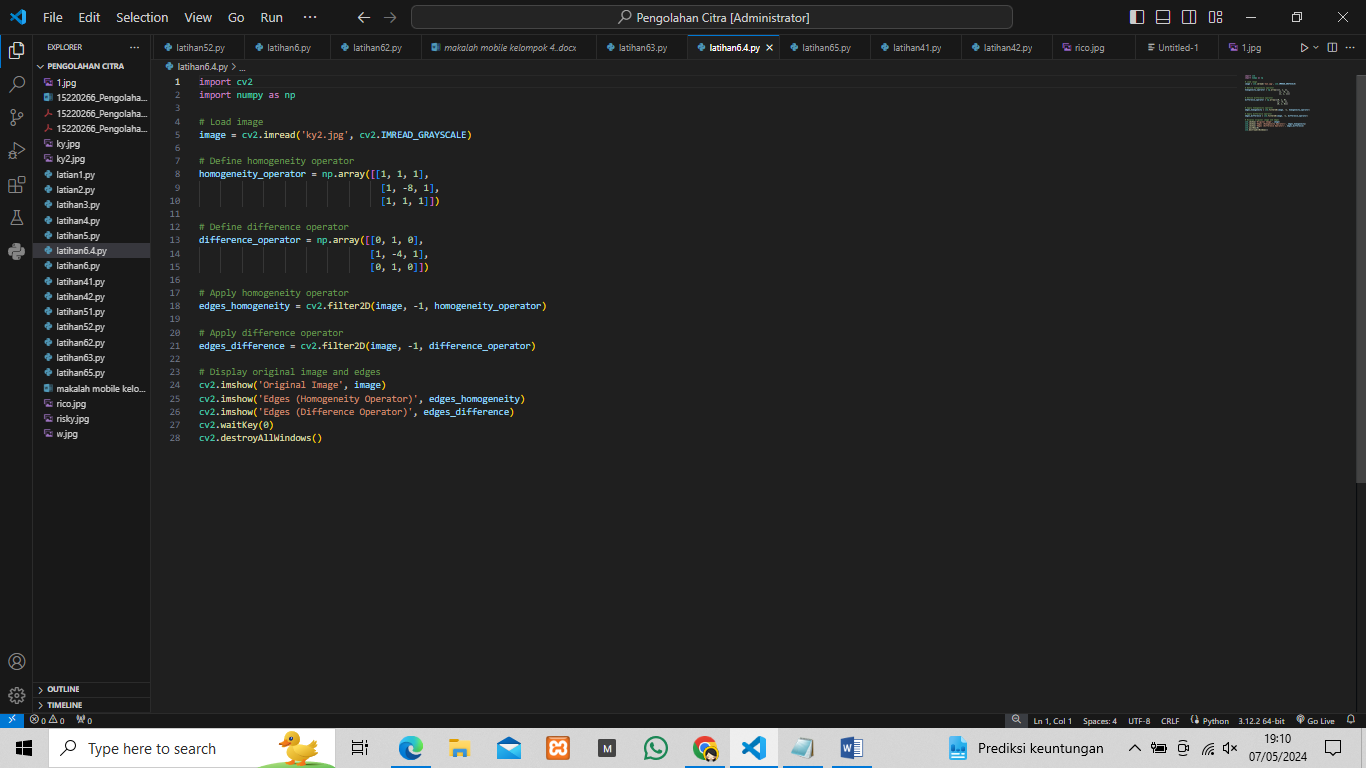 File Edit Selection View Go Run ··· Pengolahan Citra [Administrator]
EXPLORER ···
latihan52.py latihan6.py latihan62.py makalah mobile kelompok 4..docx latihan63.py latihan6.4.py latihan65.py latihan41.py latihan42.py rico.jpg Untitled-1 1.jpg
PENGOLAHAN CITRA
1.jpg
15220266_Pengolaha...
15220266_Pengolaha...
15220266_Pengolaha...
ky.jpg
ky2.jpg
latian1.py
latian2.py
latihan3.py
latihan4.py
latihan5.py
latihan6.4.py
latihan6.py
latihan41.py
latihan42.py
latihan51.py
latihan52.py
latihan62.py
latihan63.py
latihan65.py
makalah mobile kelo...
rico.jpg
risky.jpg
w.jpg
OUTLINE
TIMELINE
latihan6.4.py > ...
1 import cv2
2 import numpy as np
3
4 # Load image
5 image = cv2.imread('ky2.jpg', cv2.IMREAD_GRAYSCALE)
6
7 # Define homogeneity operator
8 homogeneity_operator = np.array([[1, 1, 1],
9 [1, -8, 1],
10 [1, 1, 1]])
11
12 # Define difference operator
13 difference_operator = np.array([[0, 1, 0],
14 [1, -4, 1],
15 [0, 1, 0]])
16
17 # Apply homogeneity operator
18 edges_homogeneity = cv2.filter2D(image, -1, homogeneity_operator)
19
20 # Apply difference operator
21 edges_difference = cv2.filter2D(image, -1, difference_operator)
22
23 # Display original image and edges
24 cv2.imshow('Original Image', image)
25 cv2.imshow('Edges (Homogeneity Operator)', edges_homogeneity)
26 cv2.imshow('Edges (Difference Operator)', edges_difference)
27 cv2.waitKey(0)
28 cv2.destroyAllWindows()
0 0 0 Ln 1, Col 1 Spaces: 4 UTF-8 CRLF Python 3.12.2 64-bit Go Live
Type here to search M Prediksi keuntungan 19:10
07/05/2024